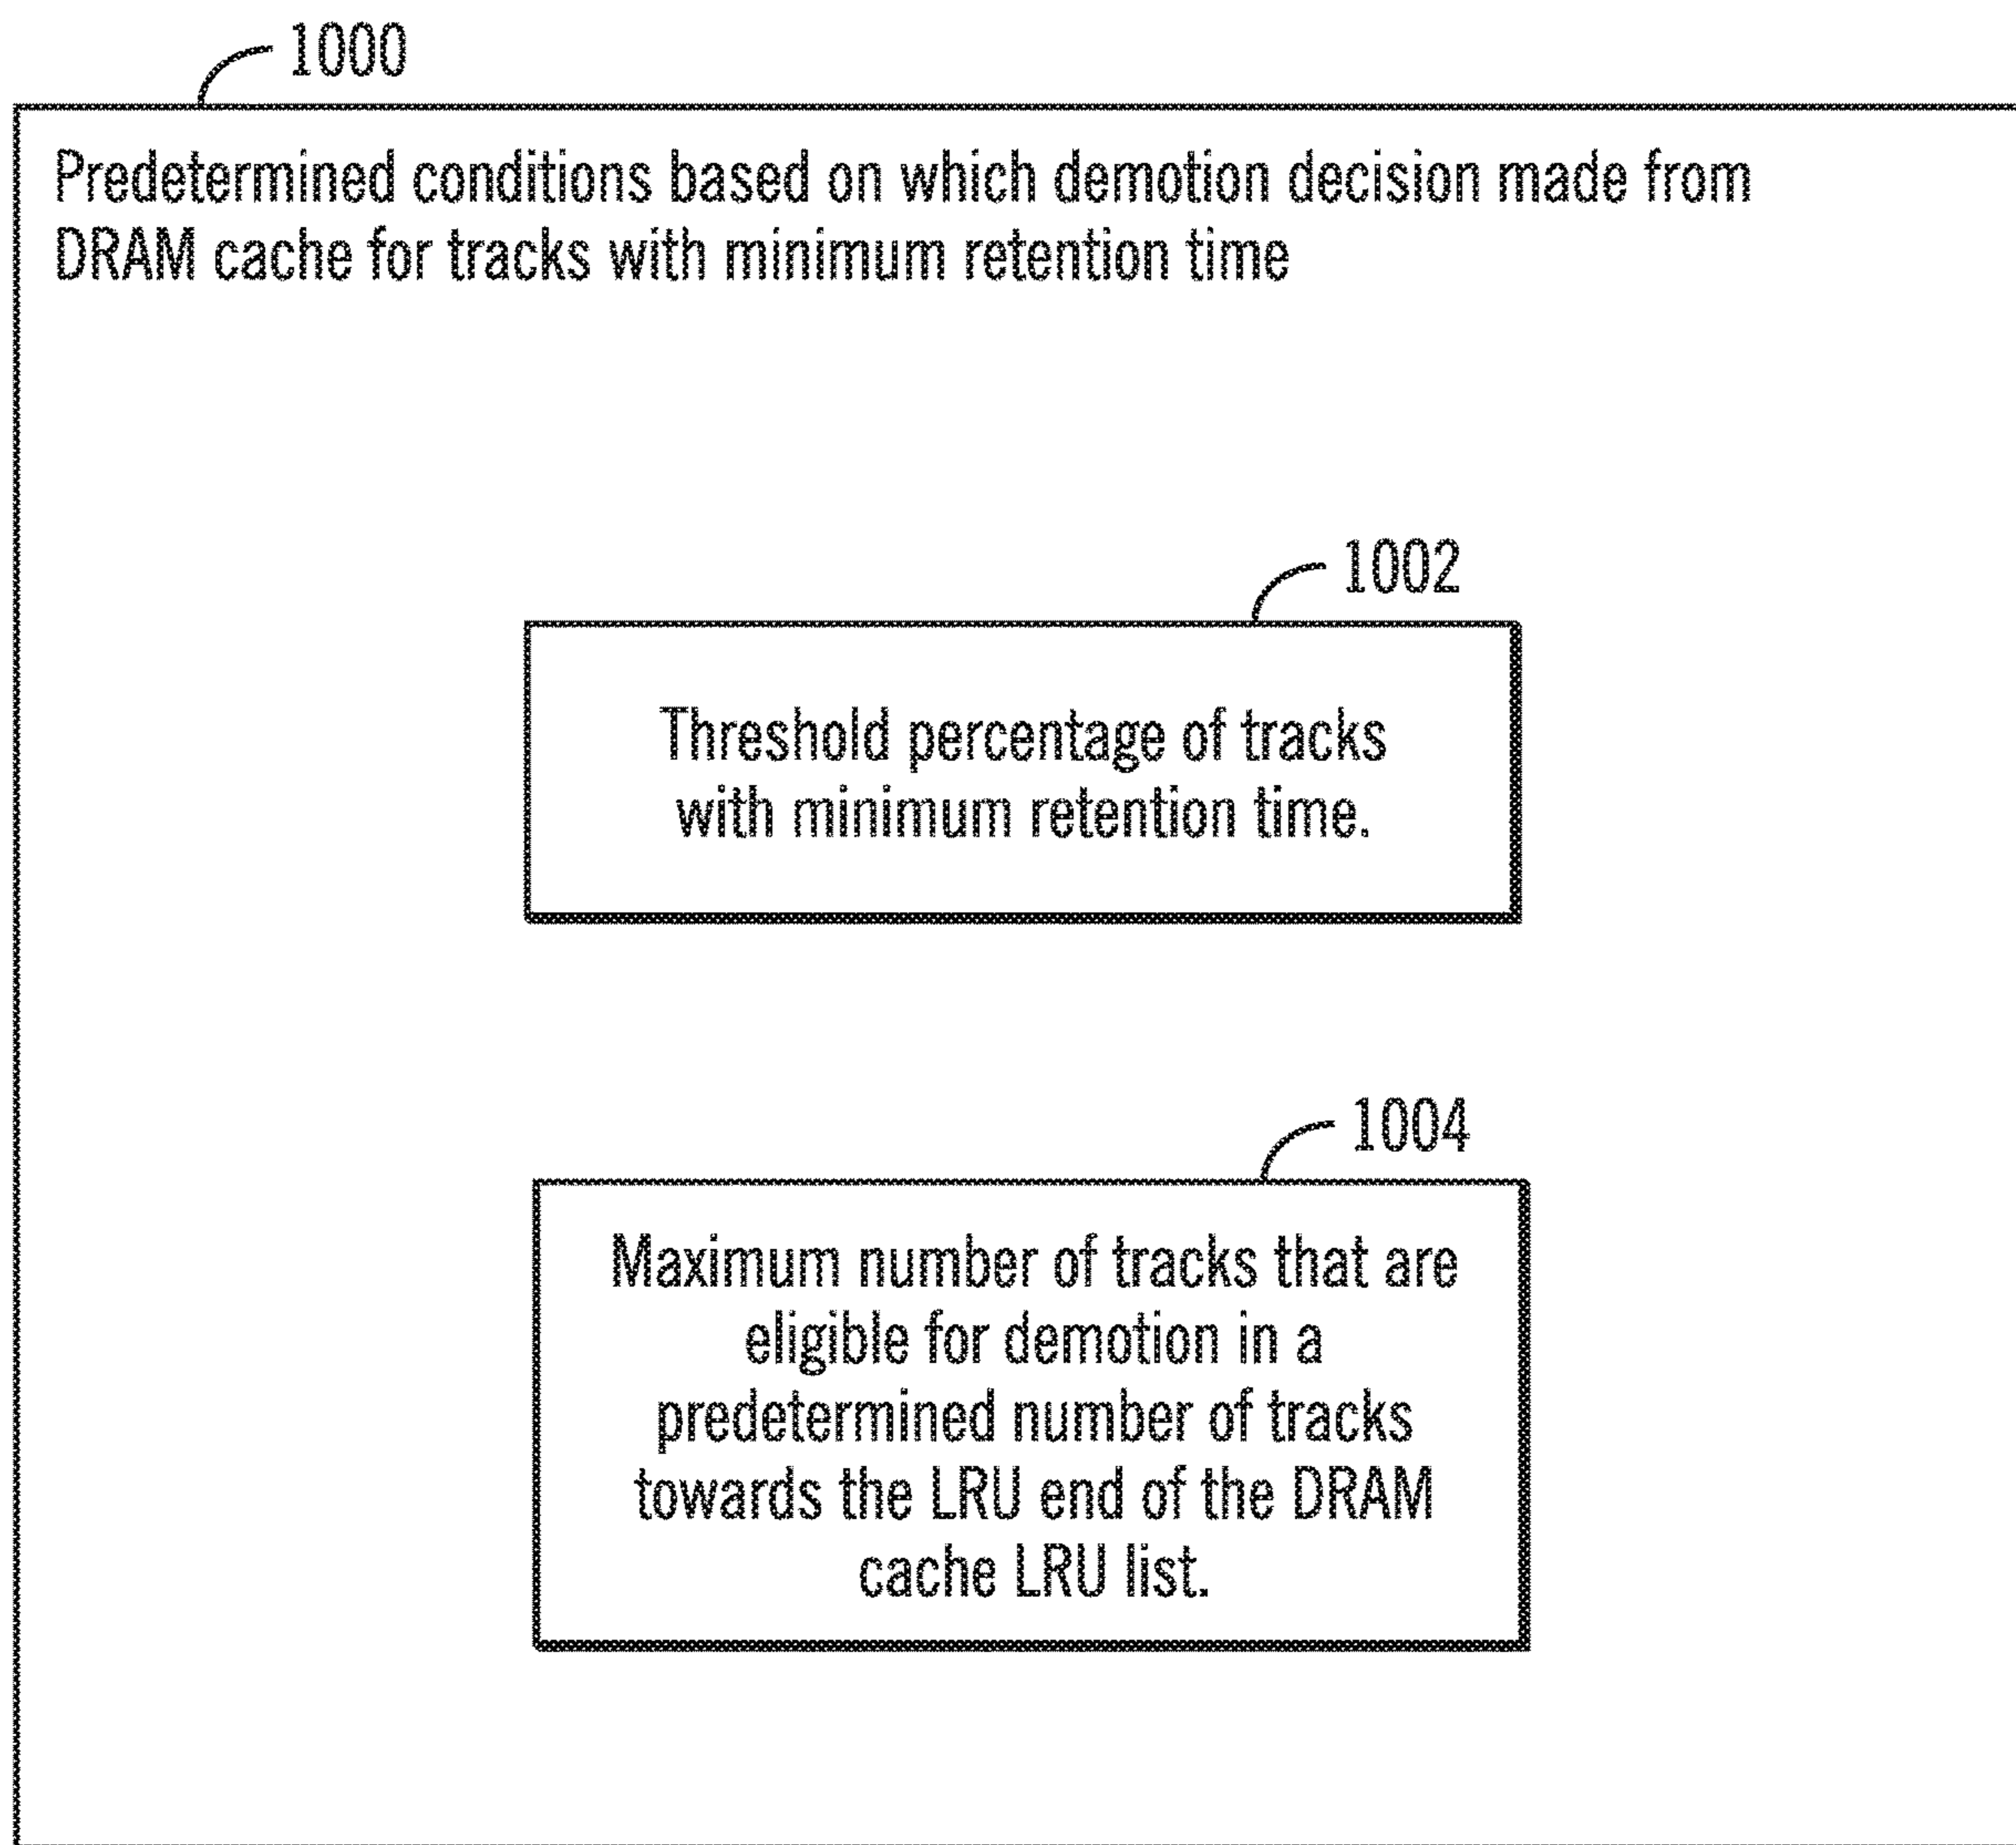 1000
Predetermined conditions based on which demotion decision made from
DRAM cache for tracks with minimum retention time
1002
Threshold percentage of tracks
with minimum retention time.
1004
Maximum number of tracks that are
eligible for demotion in a
predetermined number of tracks
towards the LRU end of the DRAM
cache LRU list.